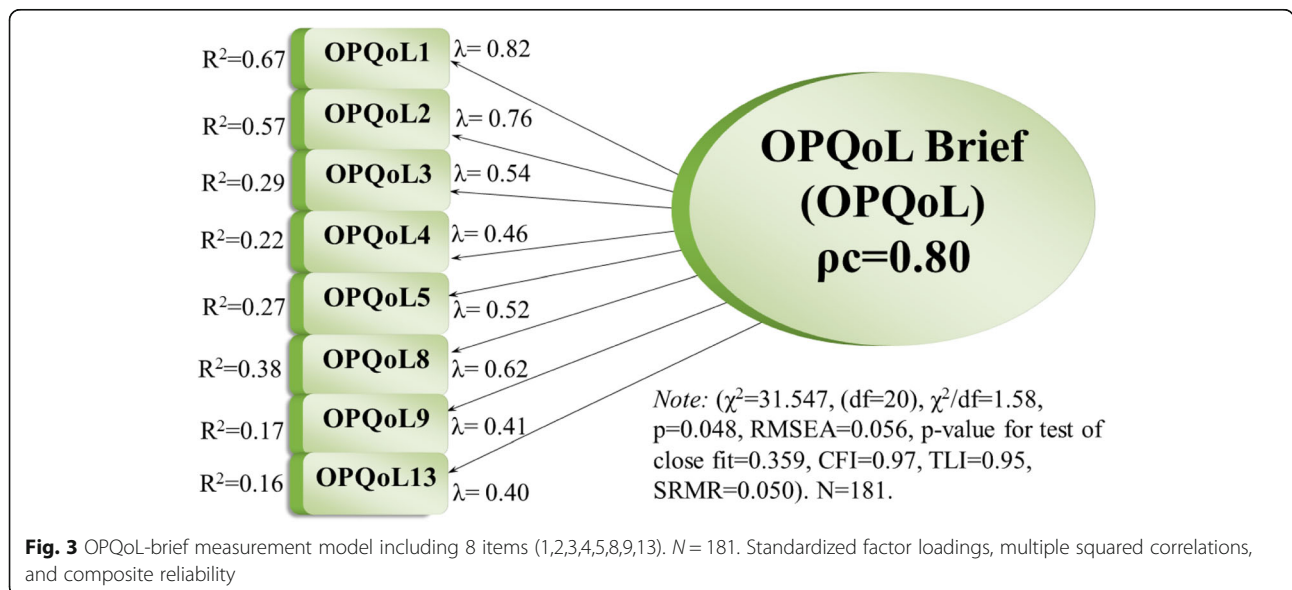 R²=0.67 OPQoL1 λ= 0.82
R²=0.57 OPQoL2 λ= 0.76
R²=0.29 OPQoL3 λ= 0.54
R²=0.22 OPQoL4 λ= 0.46
R²=0.27 OPQoL5 λ= 0.52
R²=0.38 OPQoL8 λ= 0.62
R²=0.17 OPQoL9 λ= 0.41
R²=0.16 OPQoL13 λ= 0.40
OPQoL Brief
(OPQoL)
ρc=0.80
Note: (χ²=31.547, (df=20), χ²/df=1.58,
p=0.048, RMSEA=0.056, p-value for test of
close fit=0.359, CFI=0.97, TLI=0.95,
SRMR=0.050). N=181.
Fig. 3 OPQoL-brief measurement model including 8 items (1,2,3,4,5,8,9,13). N = 181. Standardized factor loadings, multiple squared correlations,
and composite reliability